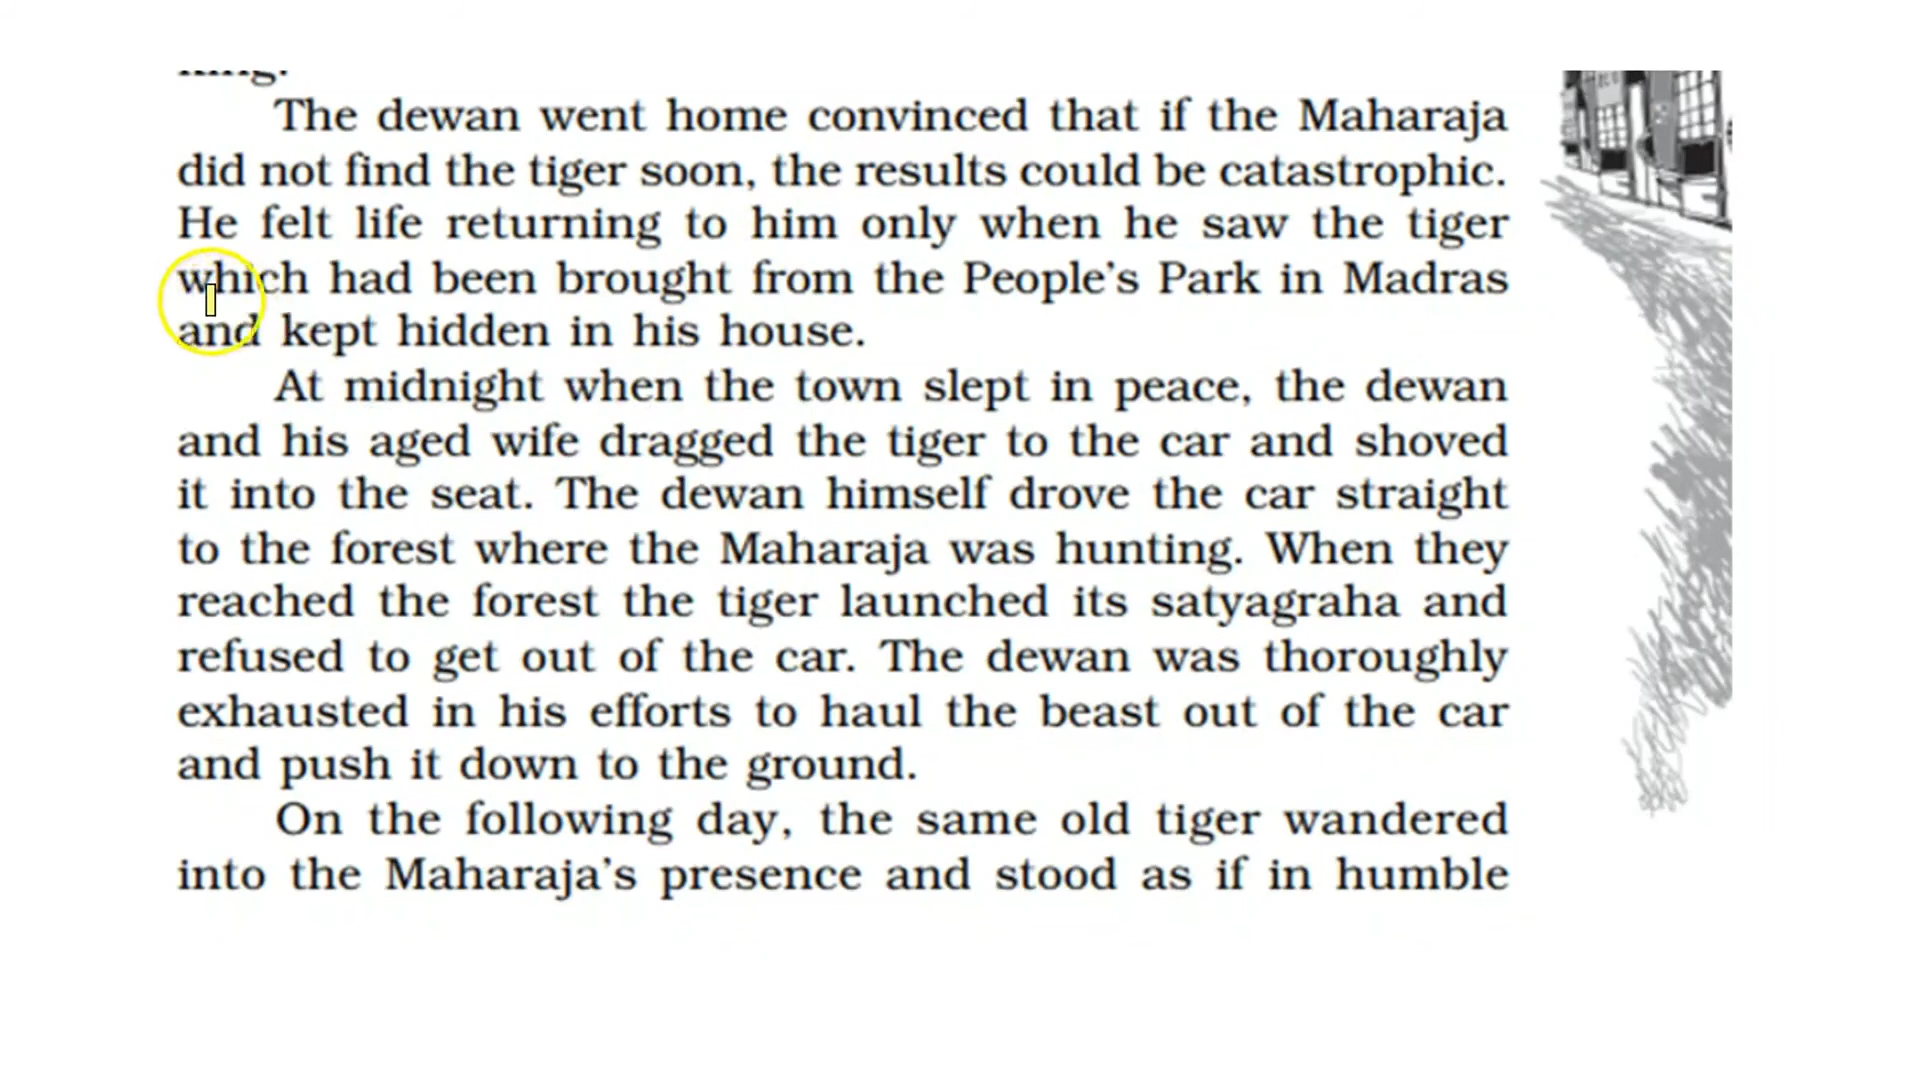 king.
The dewan went home convinced that if the Maharaja
did not find the tiger soon, the results could be catastrophic.
He felt life returning to him only when he saw the tiger
which had been brought from the People's Park in Madras
and kept hidden in his house.
At midnight when the town slept in peace, the dewan
and his aged wife dragged the tiger to the car and shoved
it into the seat. The dewan himself drove the car straight
to the forest where the Maharaja was hunting. When they
reached the forest the tiger launched its satyagraha and
refused to get out of the car. The dewan was thoroughly
exhausted in his efforts to haul the beast out of the car
and push it down to the ground.
On the following day, the same old tiger wandered
into the Maharaja's presence and stood as if in humble